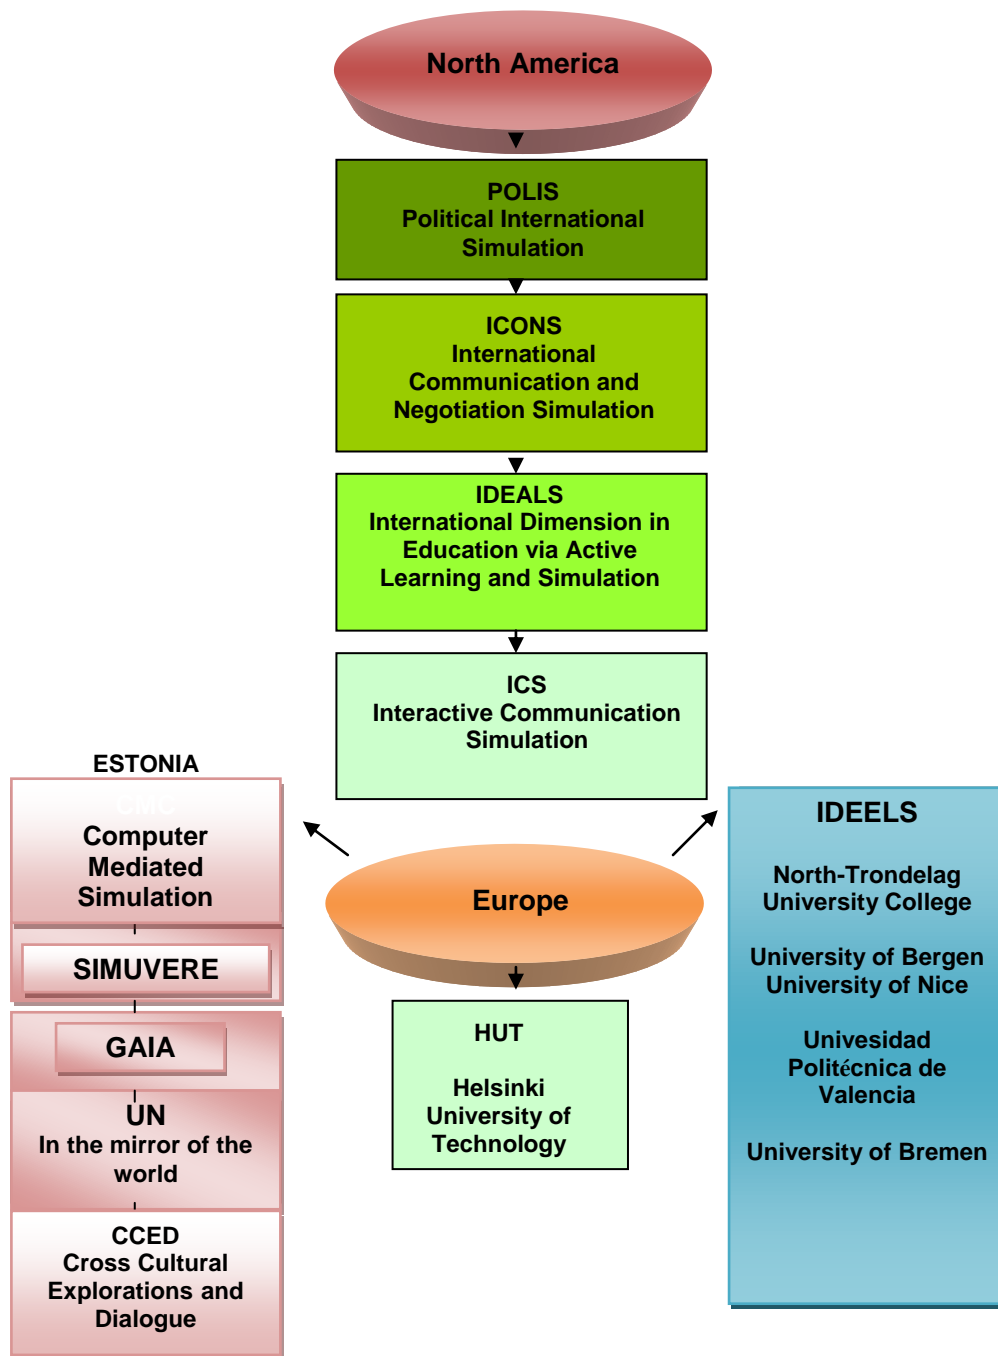 North America
POLIS
Political International
Simulation
ICONS
International
Communication and
Negotiation Simulation
IDEALS
International Dimension in
Education via Active
Learning and Simulation
ICS
Interactive Communication
Simulation
ESTONIA
CMC
Computer
Mediated
Simulation
SIMUVERE
GAIA
UN
In the mirror of the
world
CCED
Cross Cultural
Explorations and
Dialogue
Europe
HUT
Helsinki
University of
Technology
IDEELS
North-Trondelag
University College
University of Bergen
University of Nice
Univesidad
Politécnica de
Valencia
University of Bremen